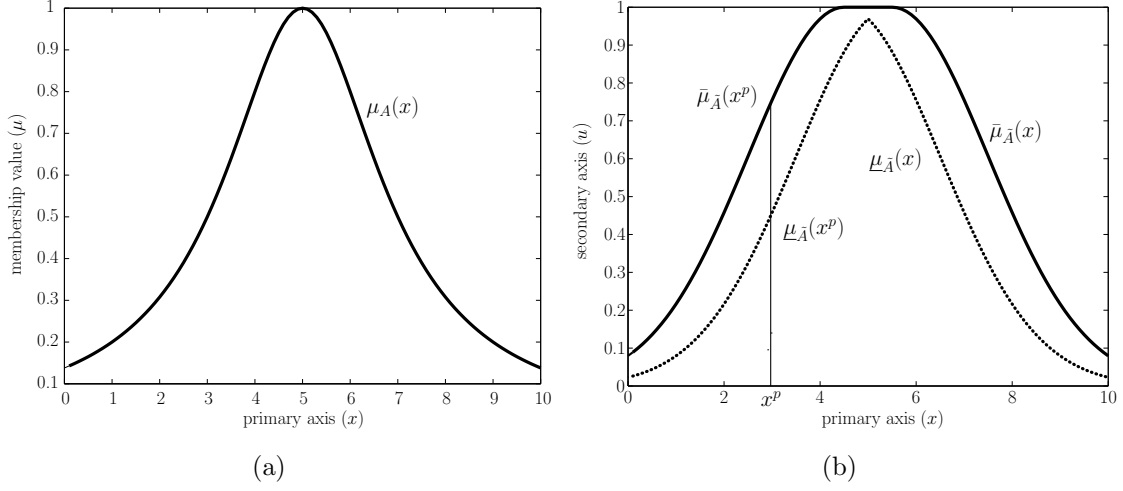 1
0.9
0.8
0.7
0.6
0.5
0.4
0.3
0.2
0.1
membership value (μ)
μ_A(x)
0 1 2 3 4 5 6 7 8 9 10
primary axis (x)
(a)
1
0.9
0.8
0.7
0.6
0.5
0.4
0.3
0.2
0.1
0
secondary axis (u)
μ̄_Ã(x^p)
μ̄_Ã(x)
μ̲_Ã(x)
μ̲_Ã(x^p)
0 2 x^p 4 6 8 10
primary axis (x)
(b)